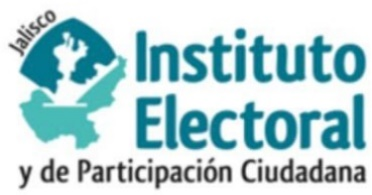 Jalisco
Instituto
Electoral
y de Participación Ciudadana